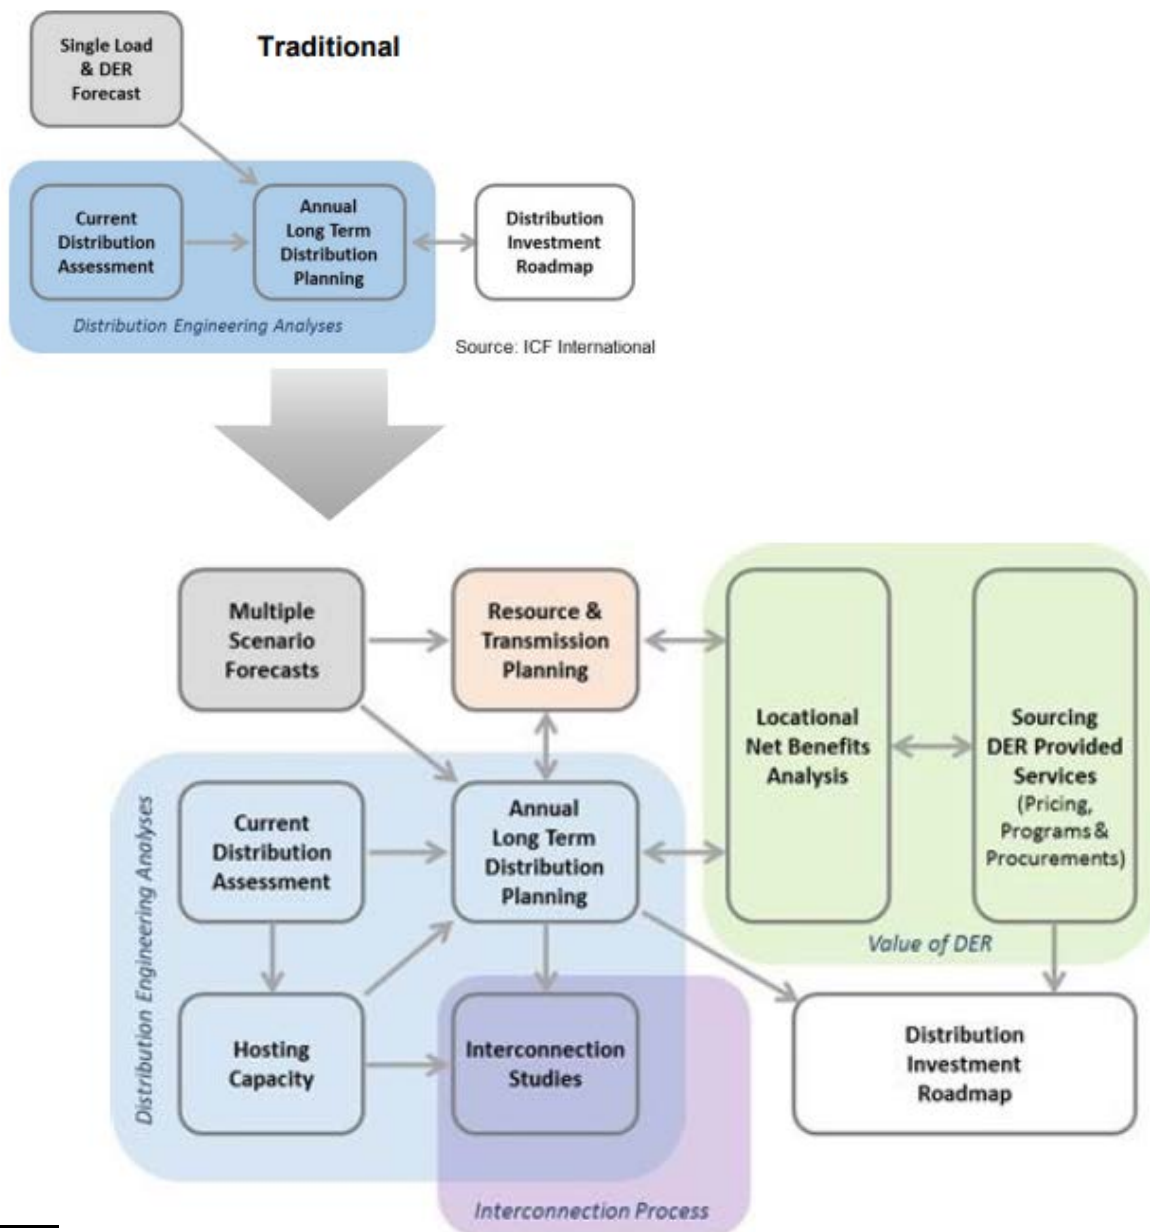 Single Load
& DER
Forecast
Traditional
Current
Distribution
Assessment
Annual
Long Term
Distribution
Planning
Distribution
Investment
Roadmap
Distribution Engineering Analyses
Source: ICF International
Multiple
Scenario
Forecasts
Resource &
Transmission
Planning
Locational
Net Benefits
Analysis
Sourcing
DER Provided
Services
(Pricing,
Programs &
Procurements)
Value of DER
Distribution Engineering Analyses
Current
Distribution
Assessment
Annual
Long Term
Distribution
Planning
Hosting
Capacity
Interconnection
Studies
Distribution
Investment
Roadmap
Interconnection Process